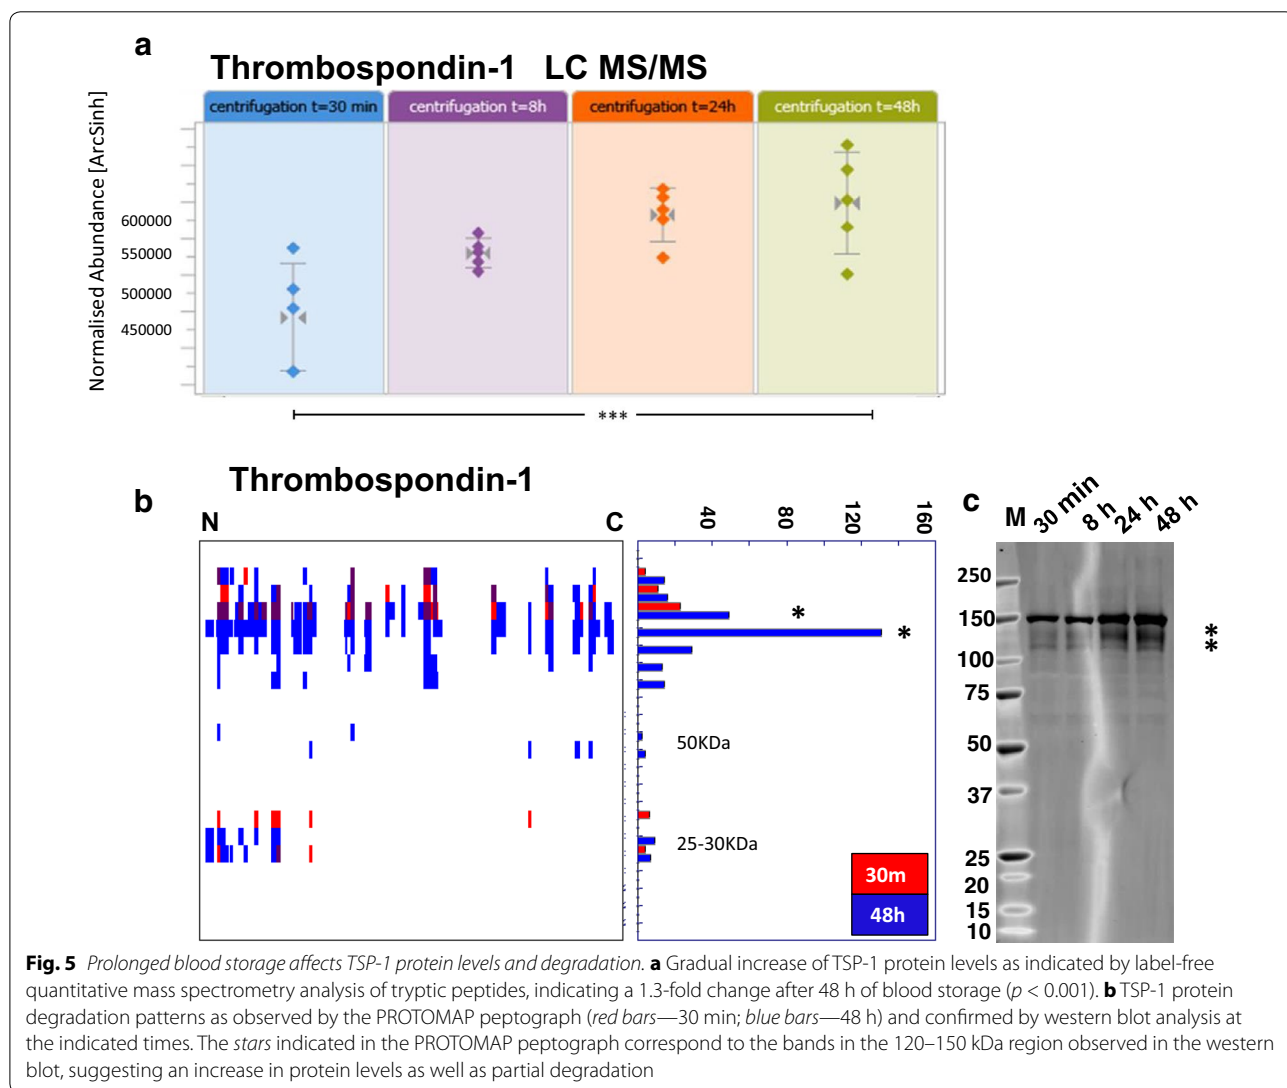 a
Thrombospondin-1 LC MS/MS
centrifugation t=30 min centrifugation t=8h centrifugation t=24h centrifugation t=48h
Normalised Abundance [ArcSinh]
600000
550000
500000
450000
***
b
Thrombospondin-1
N C 40 80 120 160
*
*
50KDa
25-30KDa
30m
48h
c
M 30 min 8 h 24 h 48 h
250
150
*
*
100
75
50
37
25
20
15
10
Fig. 5 Prolonged blood storage affects TSP-1 protein levels and degradation. a Gradual increase of TSP-1 protein levels as indicated by label-free
quantitative mass spectrometry analysis of tryptic peptides, indicating a 1.3-fold change after 48 h of blood storage (p < 0.001). b TSP-1 protein
degradation patterns as observed by the PROTOMAP peptograph (red bars—30 min; blue bars—48 h) and confirmed by western blot analysis at
the indicated times. The stars indicated in the PROTOMAP peptograph correspond to the bands in the 120–150 kDa region observed in the western
blot, suggesting an increase in protein levels as well as partial degradation